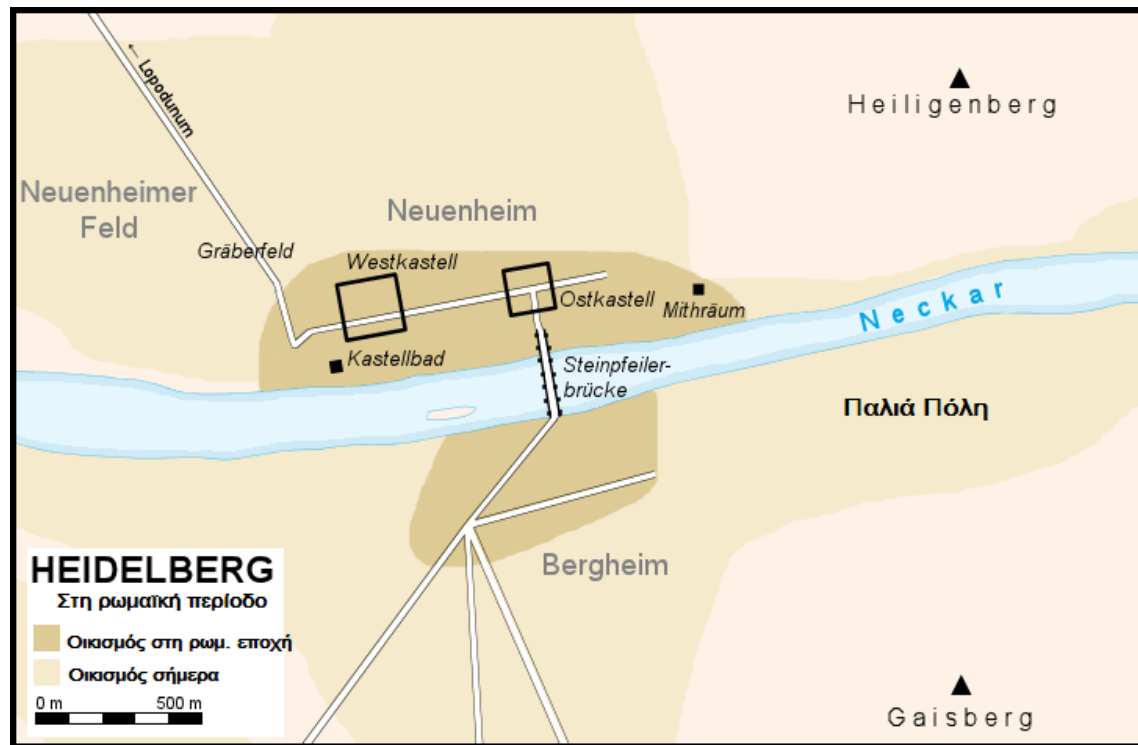 ← Lopodunum
Heiligenberg
Neuenheimer
Feld
Neuenheim
Gräberfeld
Westkastell
Ostkastell
Mithräum
Neckar
Kastellbad
Steinpfeiler-
brücke
Παλιά Πόλη
Bergheim
HEIDELBERG
Στη ρωμαϊκή περίοδο
Οικισμός στη ρωμ. εποχή
Οικισμός σήμερα
0 m 500 m
Gaisberg